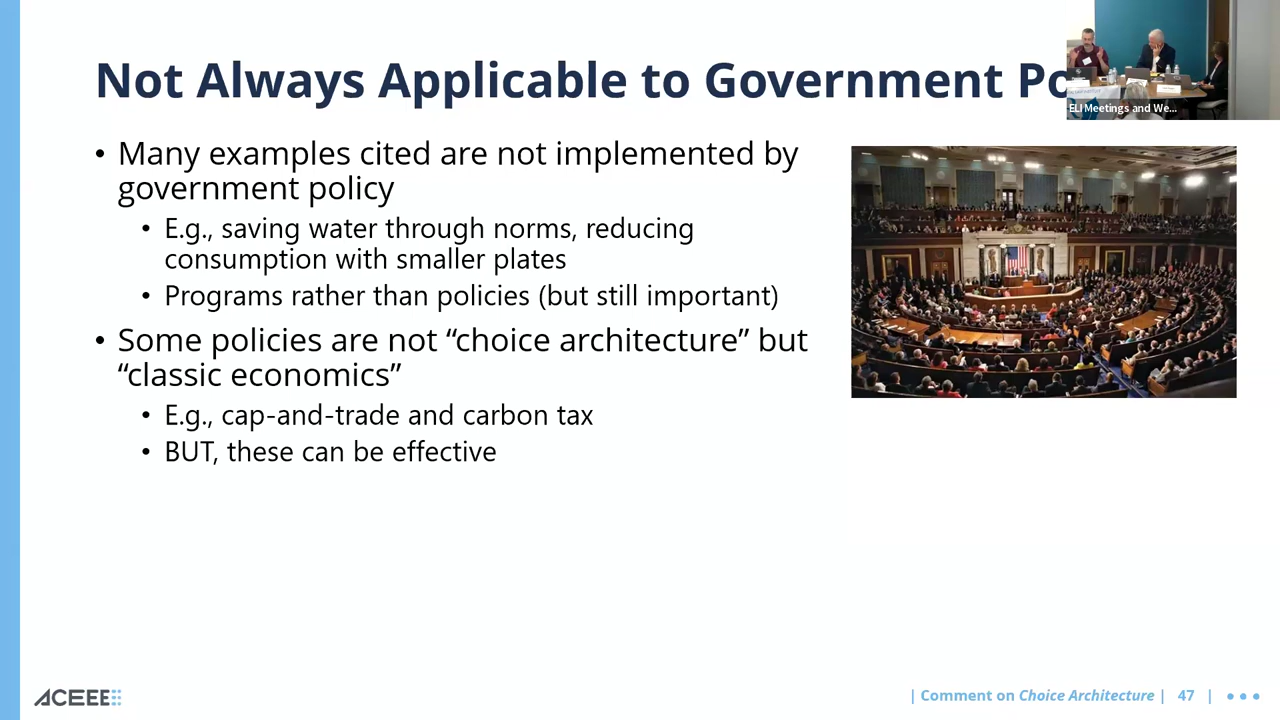 Not Always Applicable to Government
ELI Meetings and We...
• Many examples cited are not implemented by
government policy
• E.g., saving water through norms, reducing
consumption with smaller plates
• Programs rather than policies (but still important)
• Some policies are not “choice architecture” but
“classic economics”
• E.g., cap-and-trade and carbon tax
• BUT, these can be effective
ACEEE
| Comment on Choice Architecture | 47 |